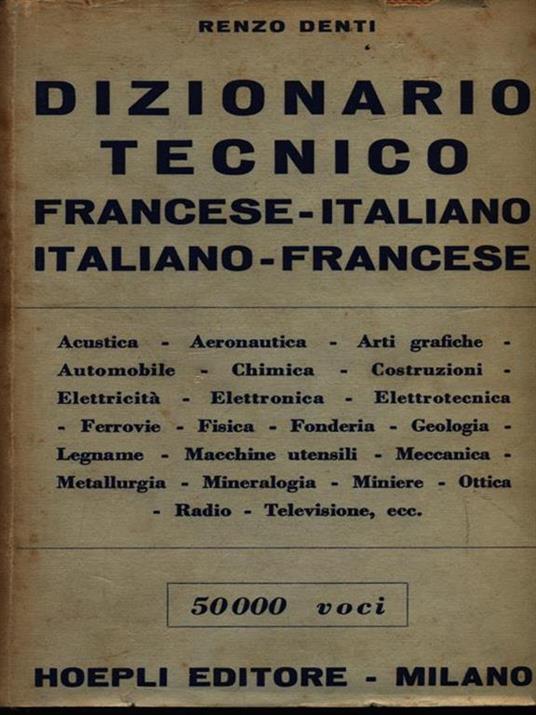 RENZO DENTI
DIZIONARIO
TECNICO
FRANCESE-ITALIANO
ITALIANO-FRANCESE
Acustica - Aeronautica - Arti grafiche -
Automobile - Chimica - Costruzioni -
Elettricità - Elettronica - Elettrotecnica
- Ferrovie - Fisica - Fonderia - Geologia -
Legname - Macchine utensili - Meccanica -
Metallurgia - Mineralogia - Miniere - Ottica
- Radio - Televisione, ecc.
50000 voci
HOEPLI EDITORE - MILANO